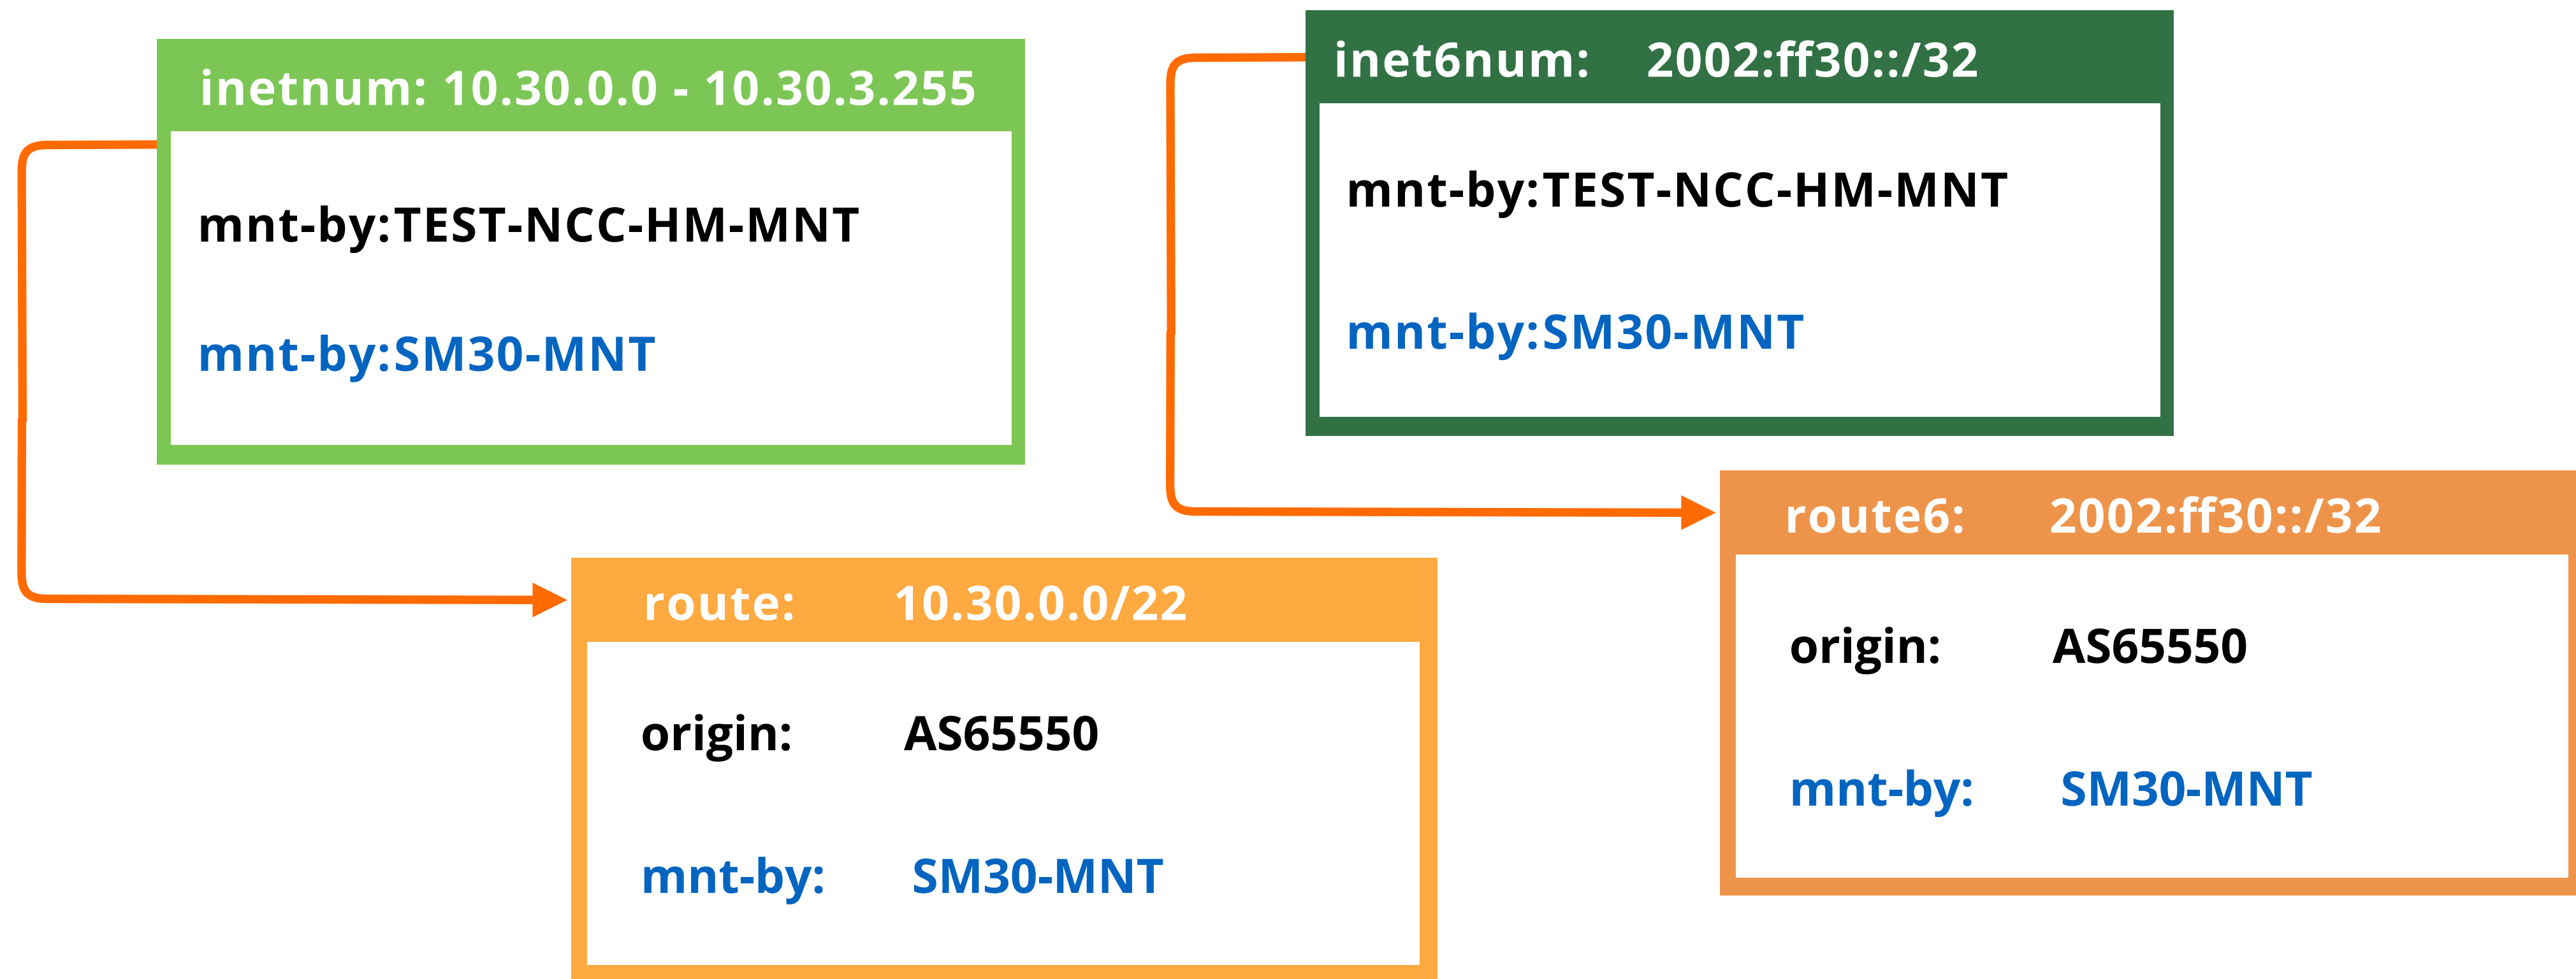 inetnum: 10.30.0.0 - 10.30.3.255
mnt-by:TEST-NCC-HM-MNT
mnt-by:SM30-MNT
inet6num: 2002:ff30::/32
mnt-by:TEST-NCC-HM-MNT
mnt-by:SM30-MNT
route: 10.30.0.0/22
origin: AS65550
mnt-by: SM30-MNT
route6: 2002:ff30::/32
origin: AS65550
mnt-by: SM30-MNT